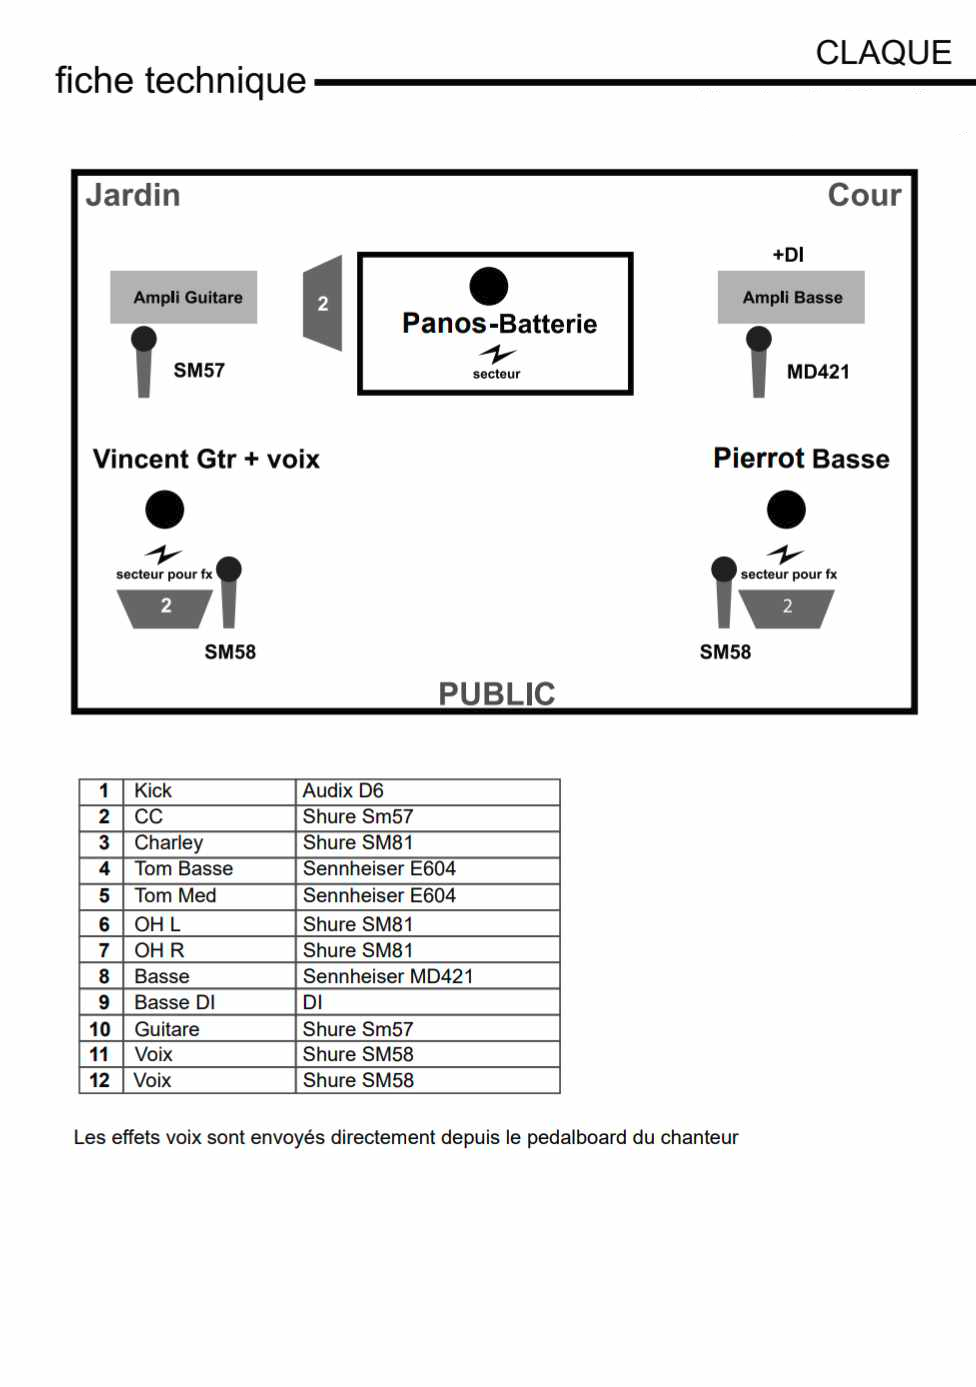 CLAQUE
fiche technique
Jardin
Cour
+DI
Ampli Guitare
2
Panos-Batterie
secteur
Ampli Basse
SM57
MD421
Vincent Gtr + voix
Pierrot Basse
secteur pour fx
secteur pour fx
2
2
SM58
SM58
PUBLIC
1 Kick Audix D6
2 CC Shure Sm57
3 Charley Shure SM81
4 Tom Basse Sennheiser E604
5 Tom Med Sennheiser E604
6 OH L Shure SM81
7 OH R Shure SM81
8 Basse Sennheiser MD421
9 Basse DI DI
10 Guitare Shure Sm57
11 Voix Shure SM58
12 Voix Shure SM58
Les effets voix sont envoyés directement depuis le pedalboard du chanteur